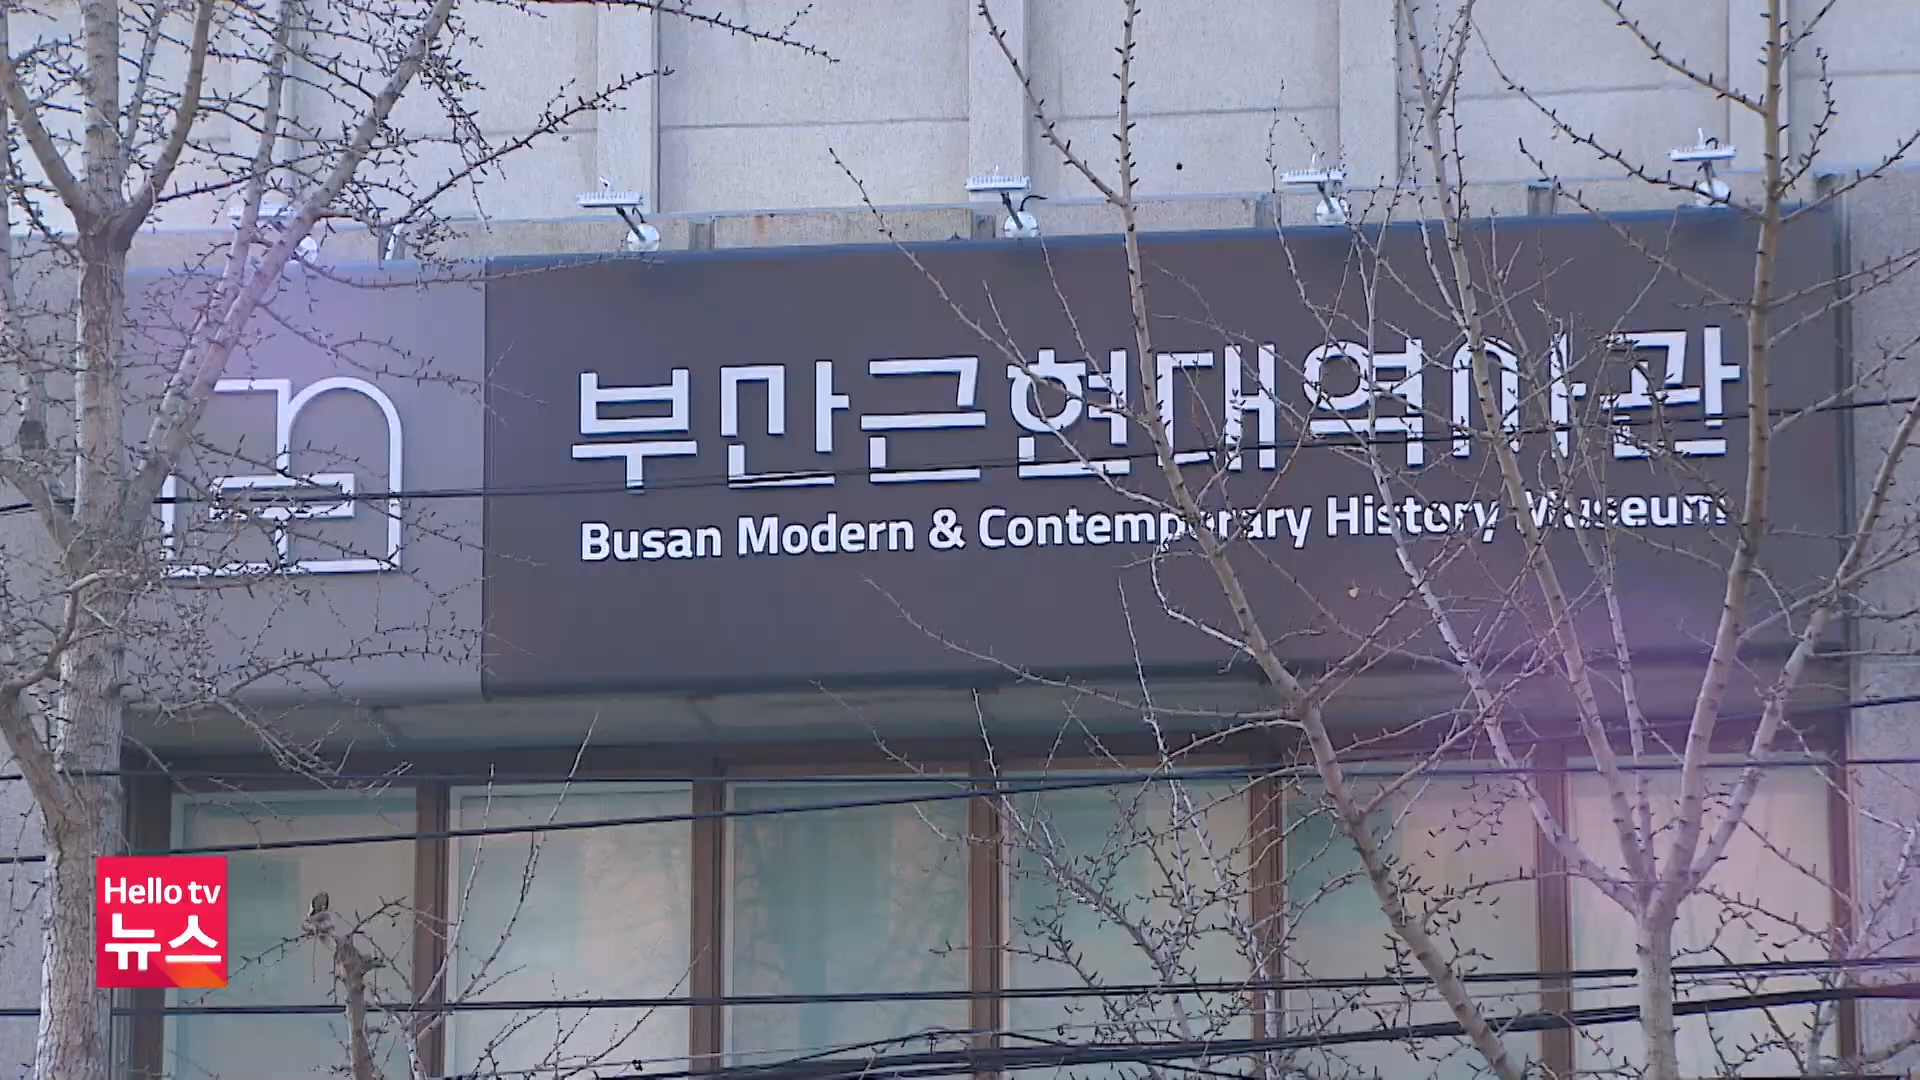 부산근현대역사관
Busan Modern & Contemporary History Museum
Hello tv
뉴스